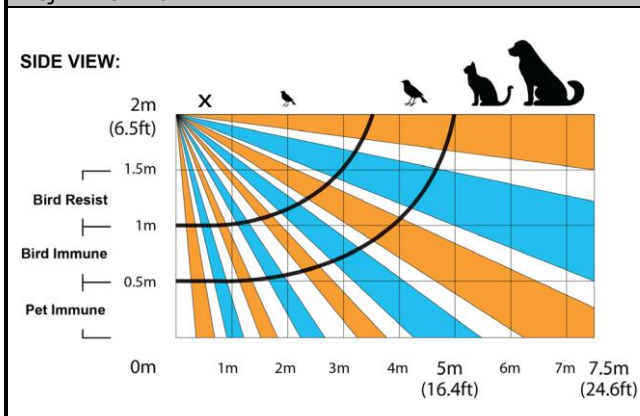 SIDE VIEW:
X
2m
(6.5ft)
1.5m
Bird Resist
1m
Bird Immune
0.5m
Pet Immune
0m 1m 2m 3m 4m 5m 6m 7m 7.5m
(16.4ft) (24.6ft)